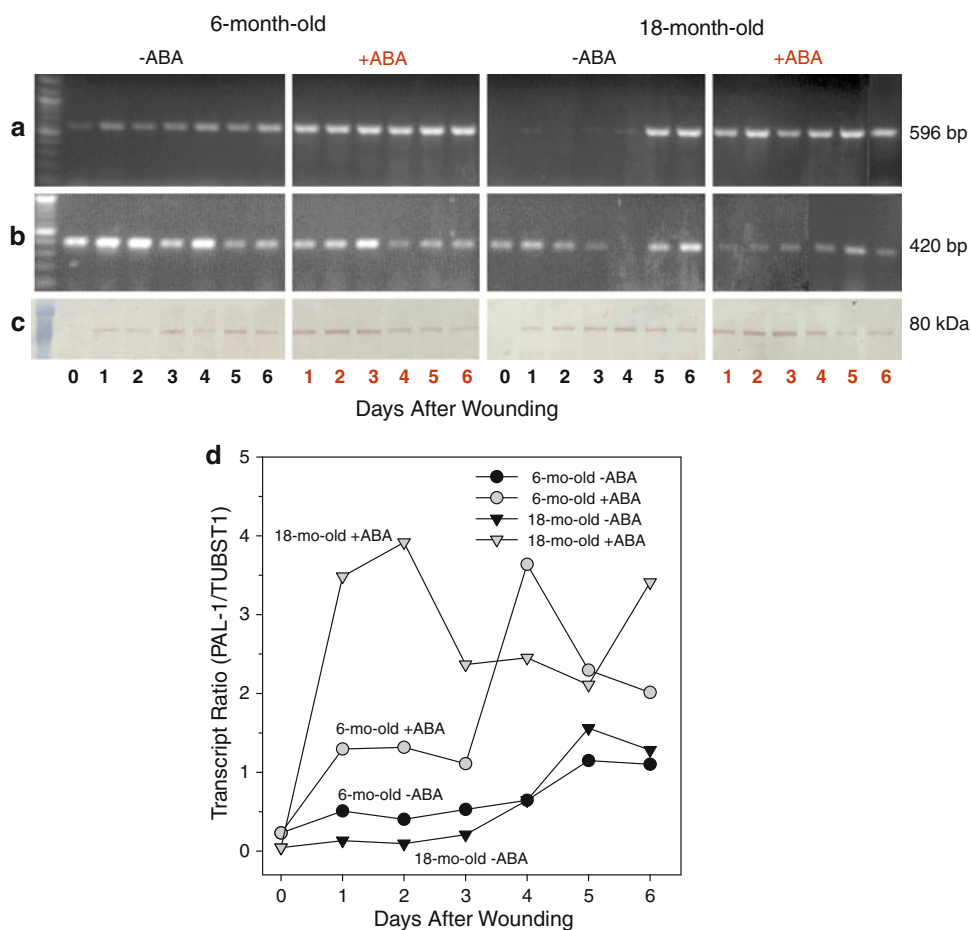 6-month-old 18-month-old
-ABA +ABA -ABA +ABA
a 596 bp
b 420 bp
c 80 kDa
0 1 2 3 4 5 6 1 2 3 4 5 6 0 1 2 3 4 5 6 1 2 3 4 5 6
Days After Wounding
d
5
4
3
2
1
0
Transcript Ratio (PAL-1/TUBST1)
6-mo-old -ABA
6-mo-old +ABA
18-mo-old -ABA
18-mo-old +ABA
18-mo-old +ABA
6-mo-old +ABA
6-mo-old -ABA
18-mo-old -ABA
0 1 2 3 4 5 6
Days After Wounding